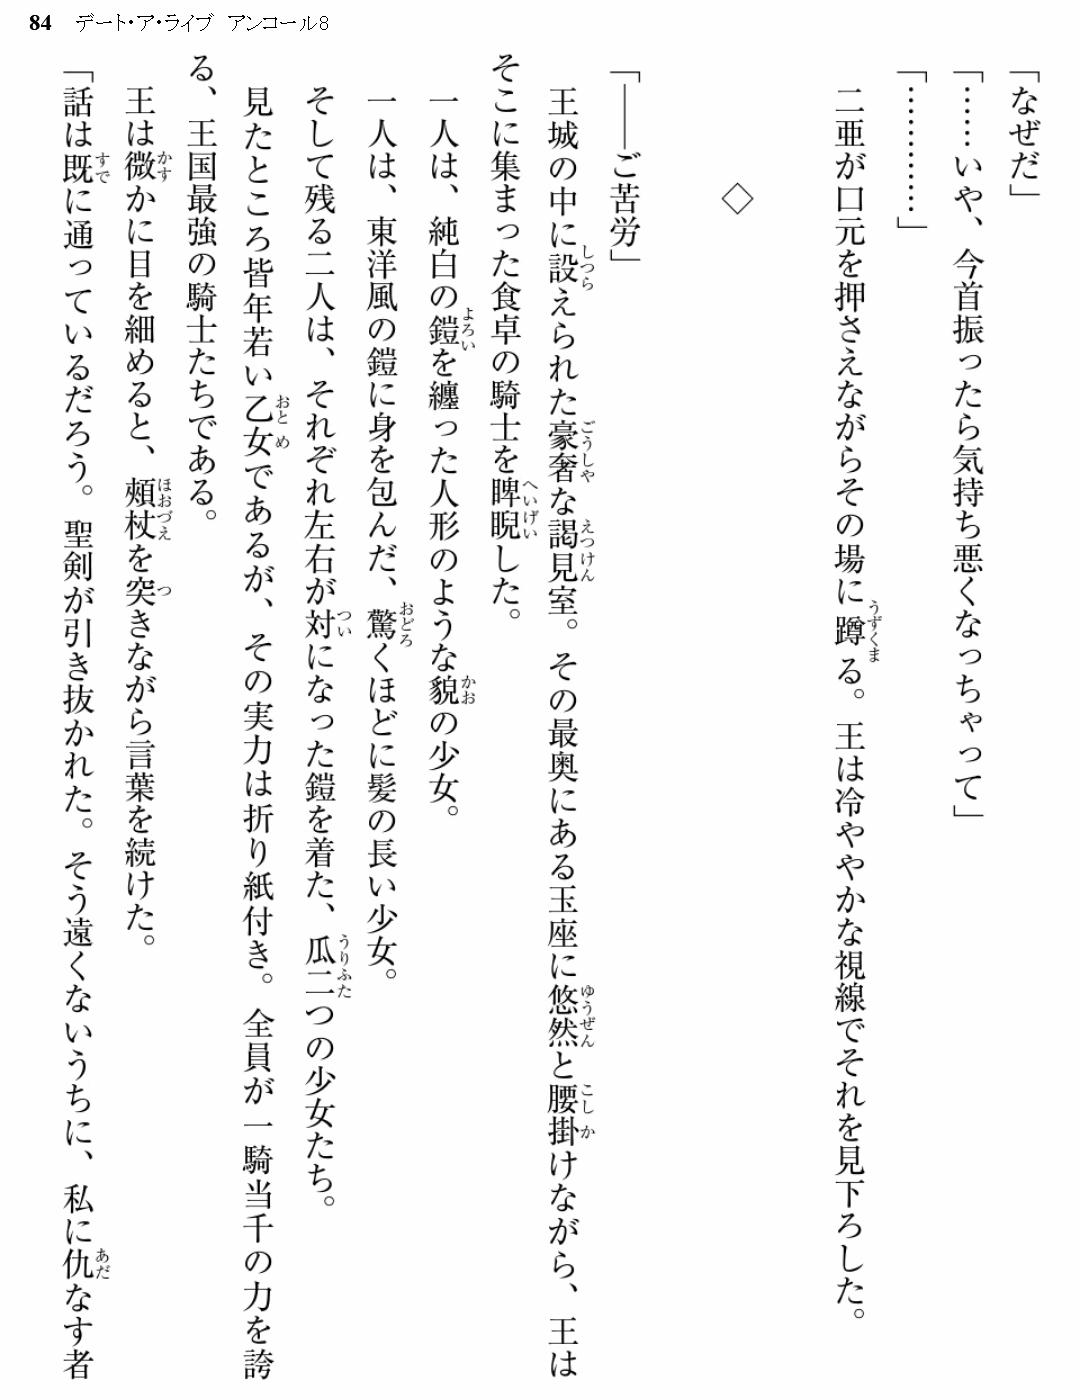 84 デート・ア・ライブ アンコール8
「なぜだ」
「……いや、今首振ったら気持ち悪くなっちゃって」
「…………」
二亜が口元を押さえながらその場に蹲る。王は冷ややかな視線でそれを見下ろした。
◇
「――ご苦労」
王城の中に設えられた豪奢な謁見室。その最奥にある玉座に悠然と腰掛けながら、王は
そこに集まった食卓の騎士を睥睨した。
一人は、純白の鎧を纏った人形のような貌の少女。
一人は、東洋風の鎧に身を包んだ、驚くほどに髪の長い少女。
そして残る二人は、それぞれ左右が対になった鎧を着た、瓜二つの少女たち。
見たところ皆年若い乙女であるが、その実力は折り紙付き。全員が一騎当千の力を誇
る、王国最強の騎士たちである。
王は微かに目を細めると、頬杖を突きながら言葉を続けた。
「話は既に通っているだろう。聖剣が引き抜かれた。そう遠くないうちに、私に仇なす者